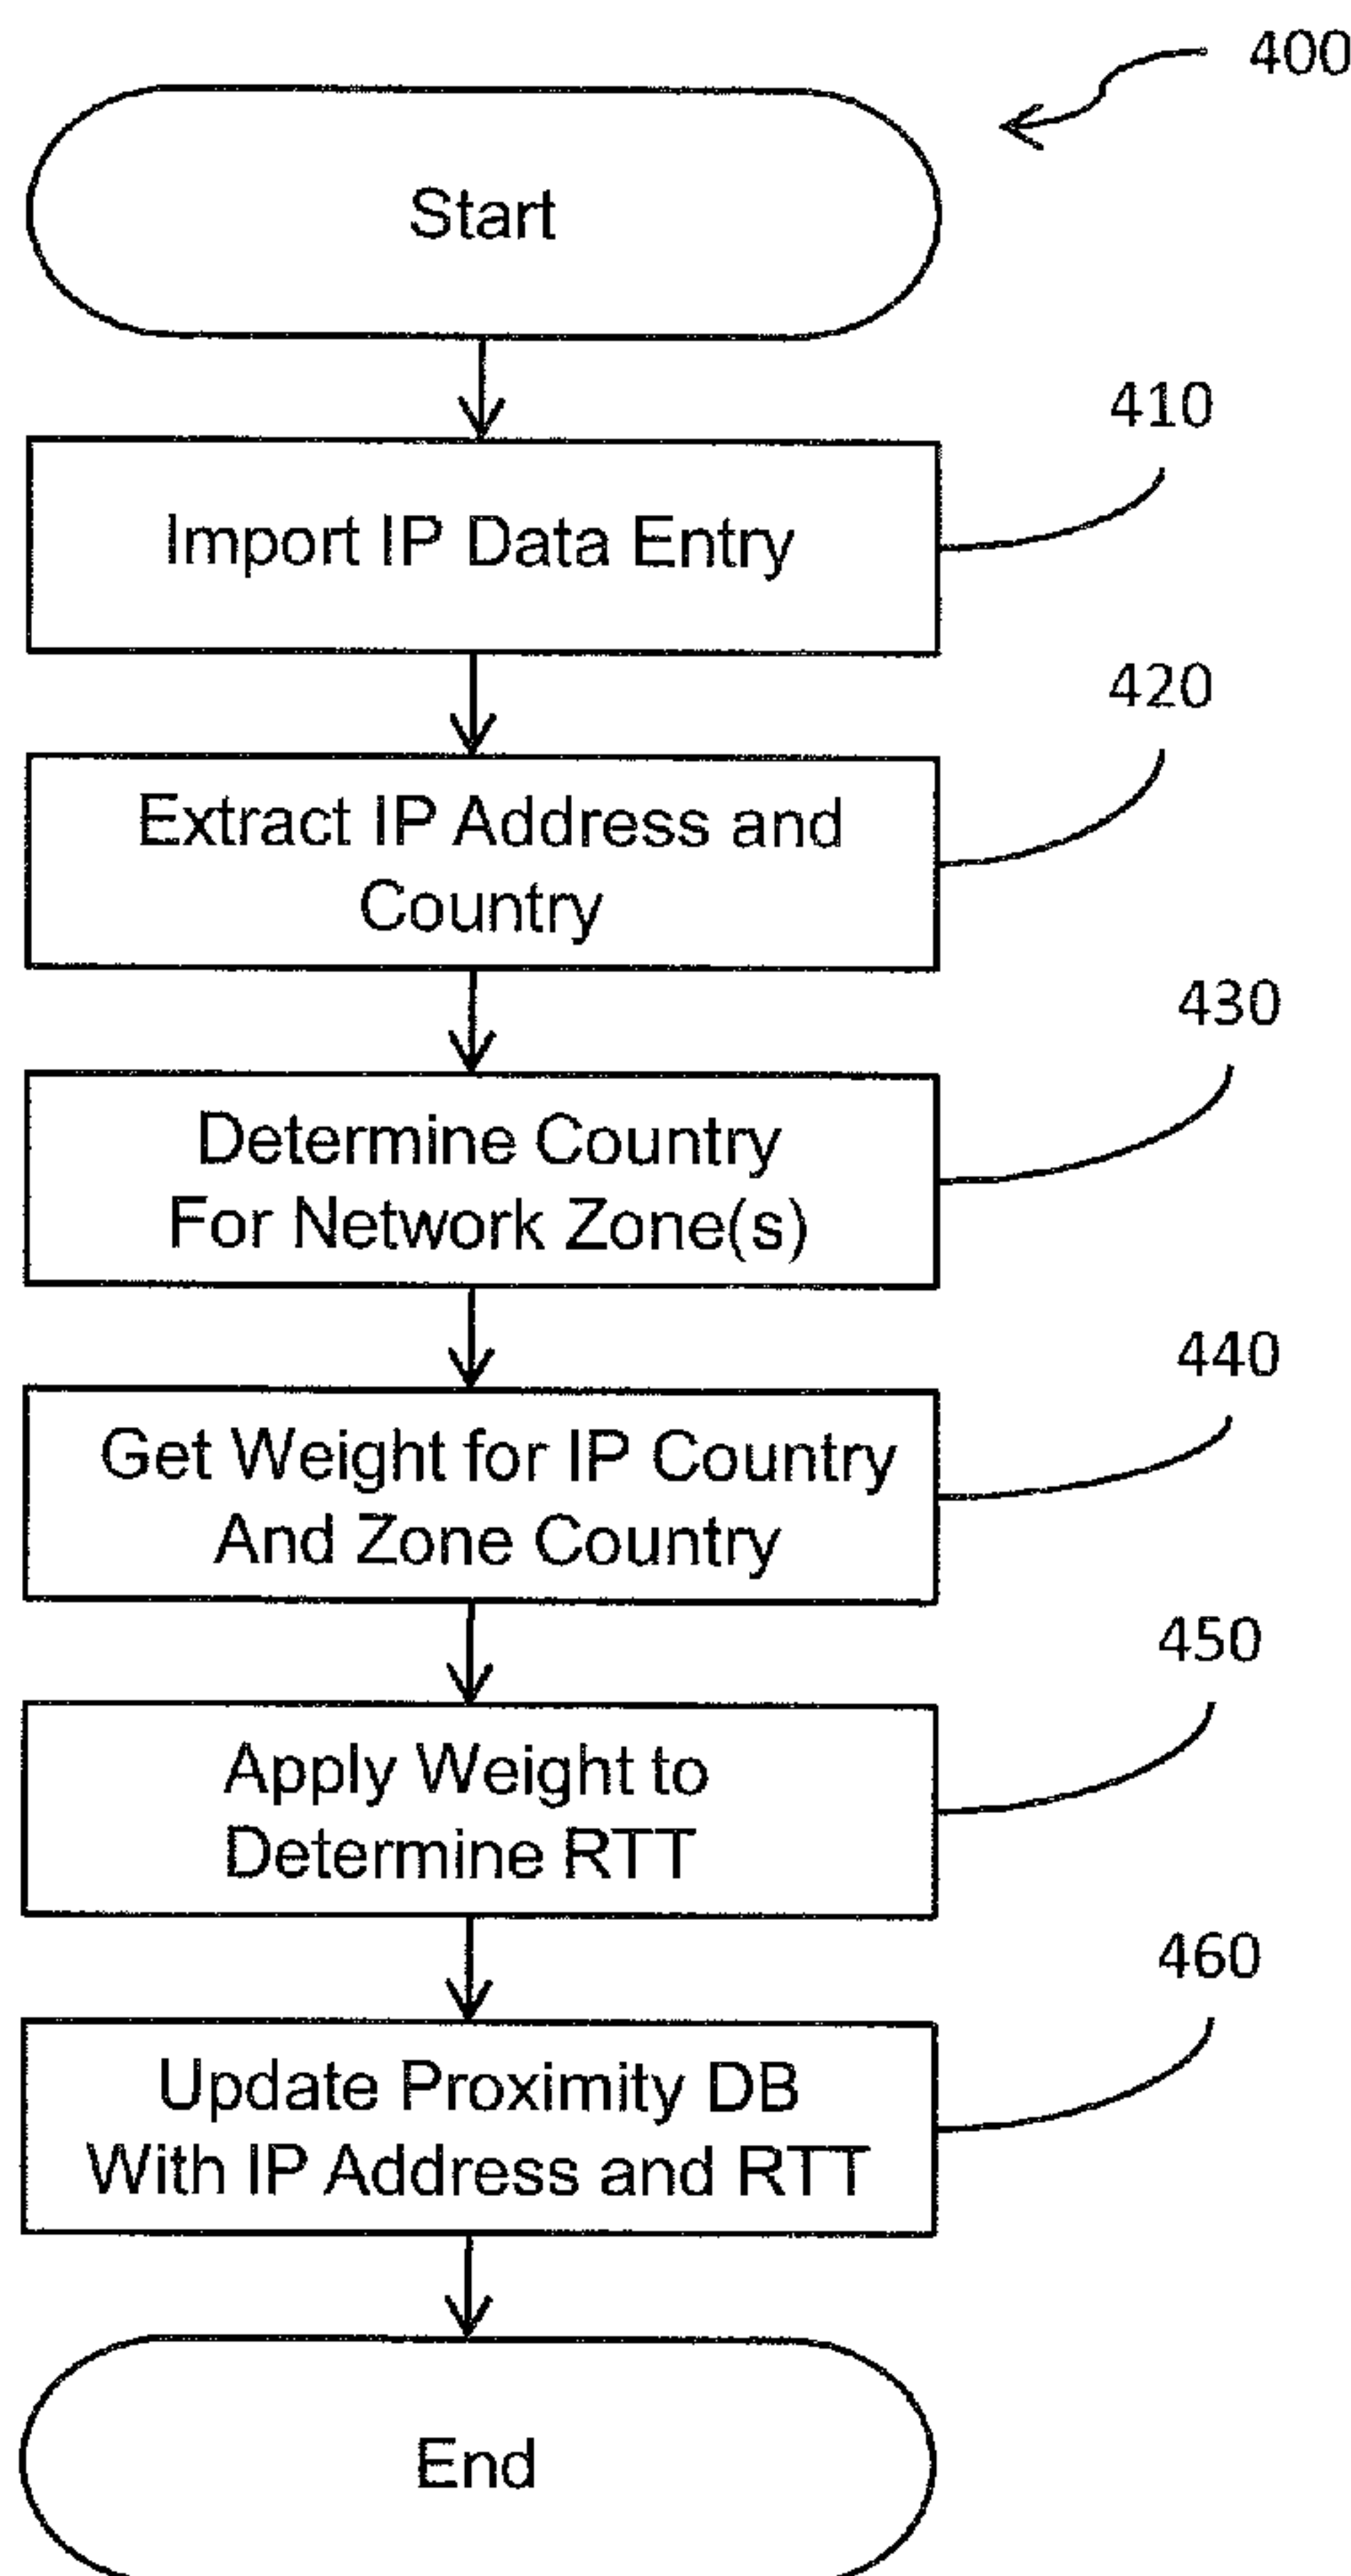 400
Start
410
Import IP Data Entry
420
Extract IP Address and
Country
430
Determine Country
For Network Zone(s)
440
Get Weight for IP Country
And Zone Country
450
Apply Weight to
Determine RTT
460
Update Proximity DB
With IP Address and RTT
End